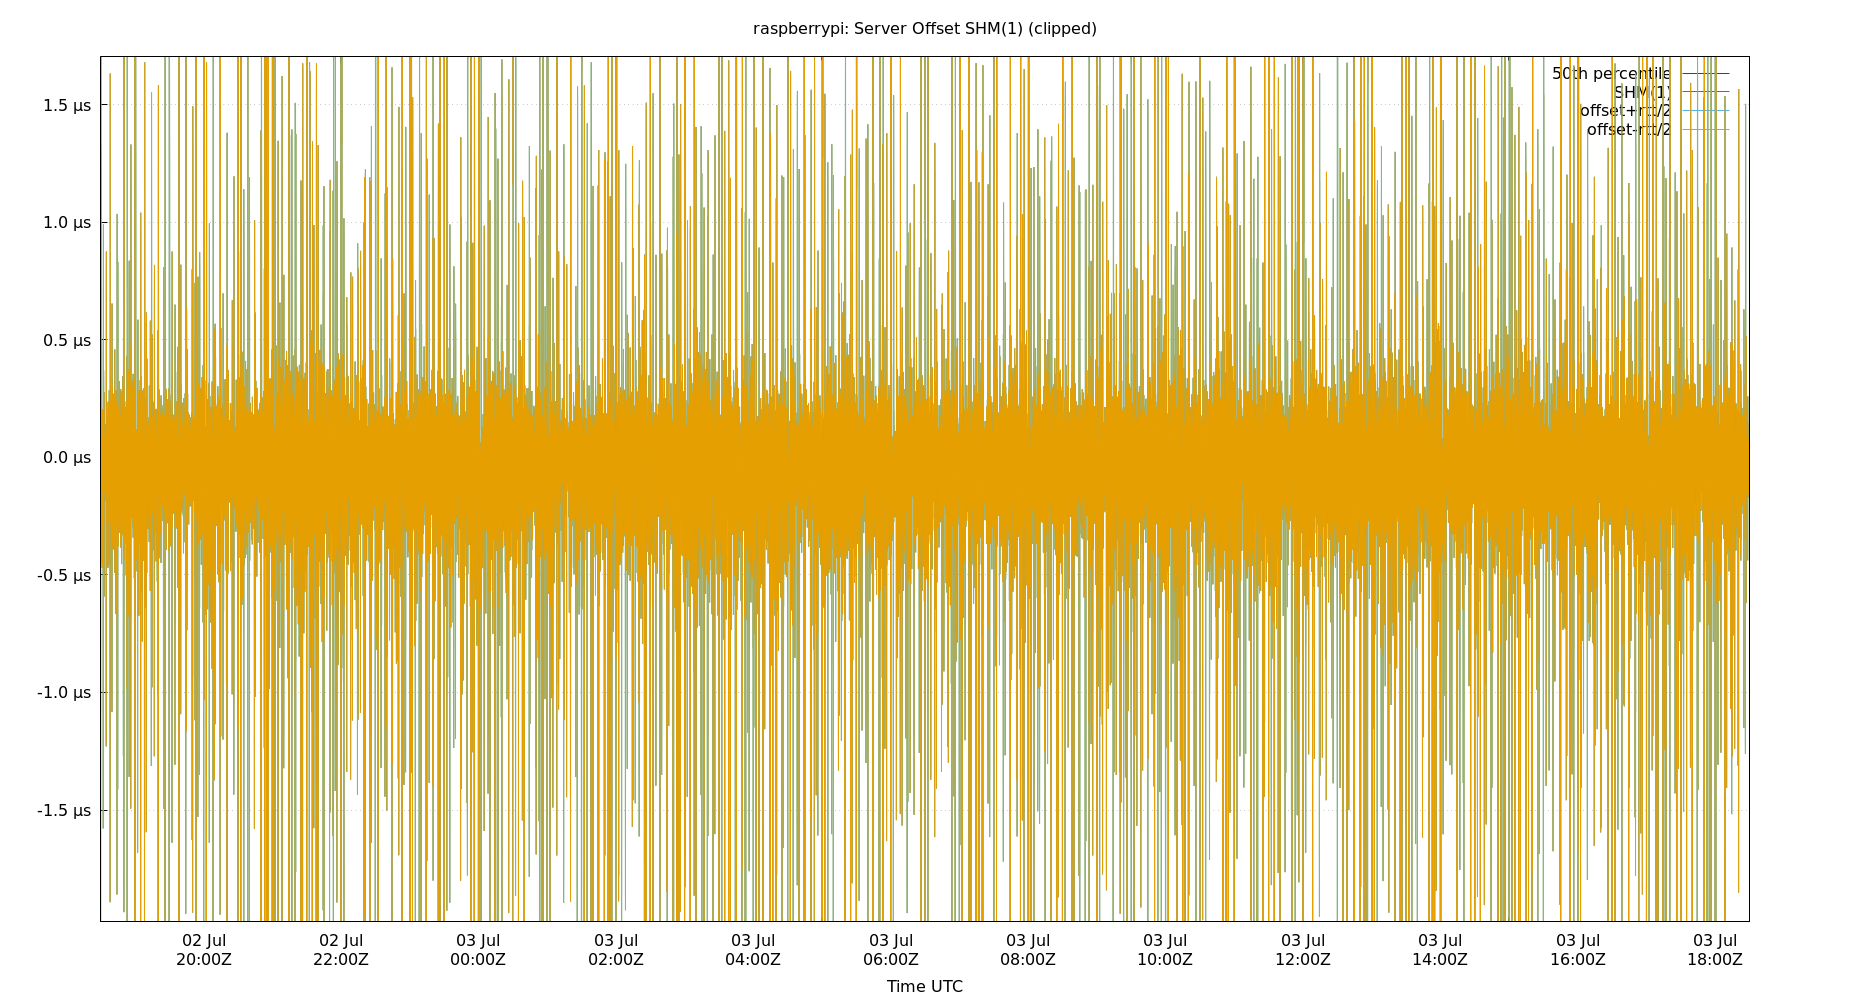 raspberrypi: Server Offset SHM(1) (clipped)
50th percentile
SHM(1)
offset+rtt/2
offset-rtt/2
1.5 µs
1.0 µs
0.5 µs
0.0 µs
-0.5 µs
-1.0 µs
-1.5 µs
02 Jul 02 Jul 03 Jul 03 Jul 03 Jul 03 Jul 03 Jul 03 Jul 03 Jul 03 Jul 03 Jul 03 Jul
20:00Z 22:00Z 00:00Z 02:00Z 04:00Z 06:00Z 08:00Z 10:00Z 12:00Z 14:00Z 16:00Z 18:00Z
Time UTC